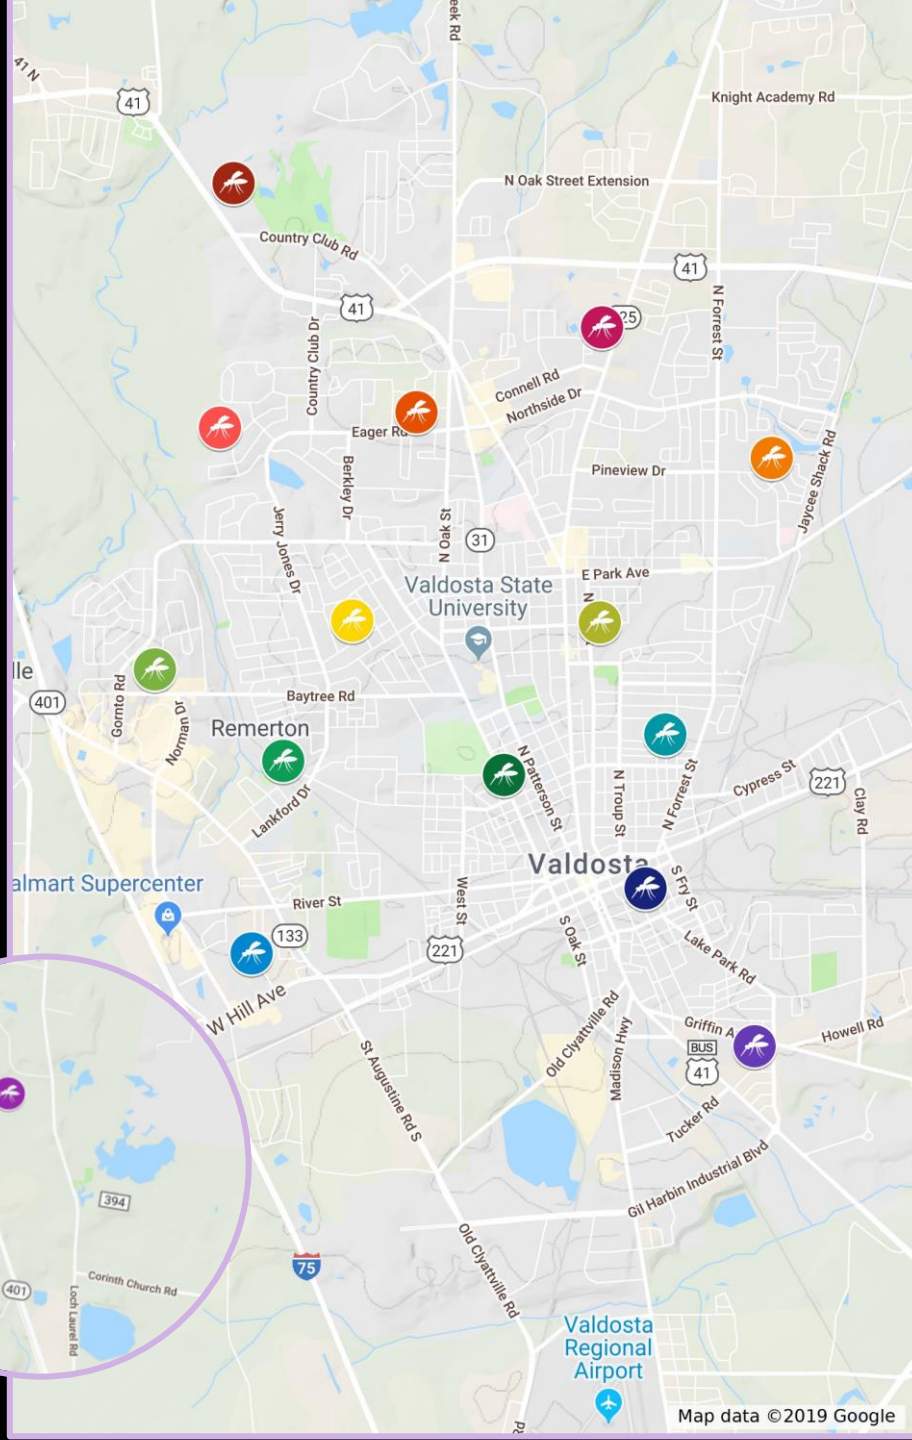 eek Rd
41 N
41
Knight Academy Rd
N Oak Street Extension
Country Club Rd
41
41
N Forrest St
25
Country Club Dr
Connell Rd
Northside Dr
Eager Rd
Berkley Dr
Pineview Dr
Jaycee Shack Rd
Jerry Jones Dr
N Oak St
31
E Park Ave
Valdosta State
University
N
lle
401
Gornto Rd
Norman Dr
Baytree Rd
Remerton
N Patterson St
N Troup St
N Forrest St
Cypress St
221
Clay Rd
Lankford Dr
Valdosta
almart Supercenter
River St
West St
S Fry St
133
221
S Oak St
Lake Park Rd
W Hill Ave
Old Clyattville Rd
Madison Hwy
Griffin A
Howell Rd
BUS
41
St Augustine Rd S
Tucker Rd
394
Gil Harbin Industrial Blvd
75
Old Clyattville Rd
401
Corinth Church Rd
Loch Laurel Rd
Valdosta
Regional
Airport
Map data ©2019 Google